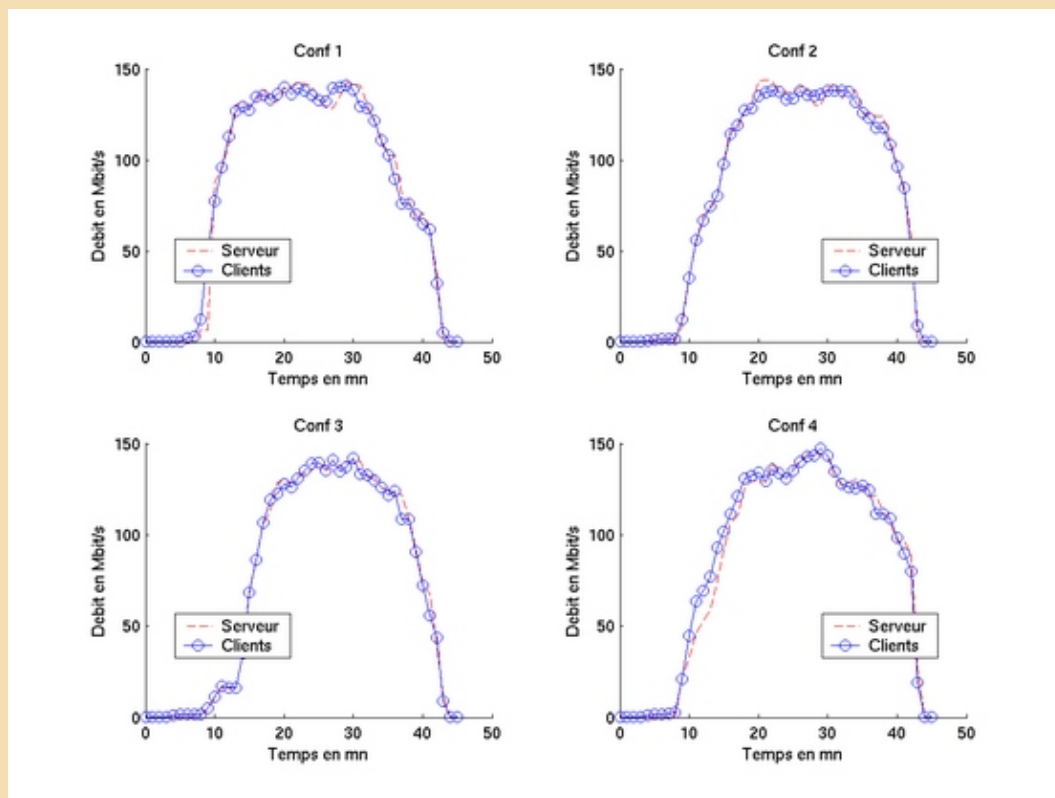 Conf 1
150
100
50
0
Debit en Mbit/s
Serveur
Clients
0 10 20 30 40 50
Temps en mn
Conf 2
150
100
50
0
Debit en Mbit/s
Serveur
Clients
0 10 20 30 40 50
Temps en mn
Conf 3
150
100
50
0
Debit en Mbit/s
Serveur
Clients
0 10 20 30 40 50
Temps en mn
Conf 4
150
100
50
0
Debit en Mbit/s
Serveur
Clients
0 10 20 30 40 50
Temps en mn